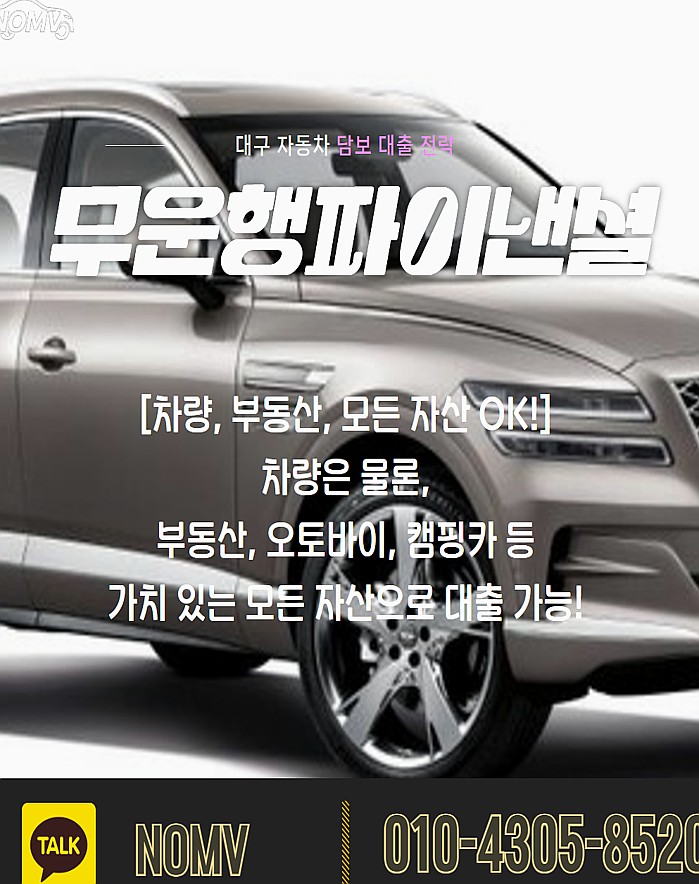 NOMV
대구 자동차 담보 대출 전략
무운행파이낸셜
[차량, 부동산, 모든 자산 OK!]
차량은 물론,
부동산, 오토바이, 캠핑카 등
가치 있는 모든 자산으로 대출 가능!
TALK NOMV 010-4305-8520